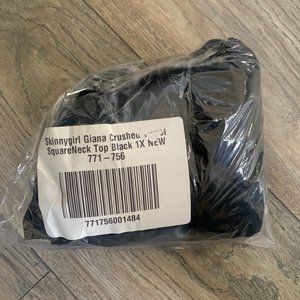 Skinnygirl Giana Crushed
SquareNeck Top Black 1X NEW
771-756
771756001484